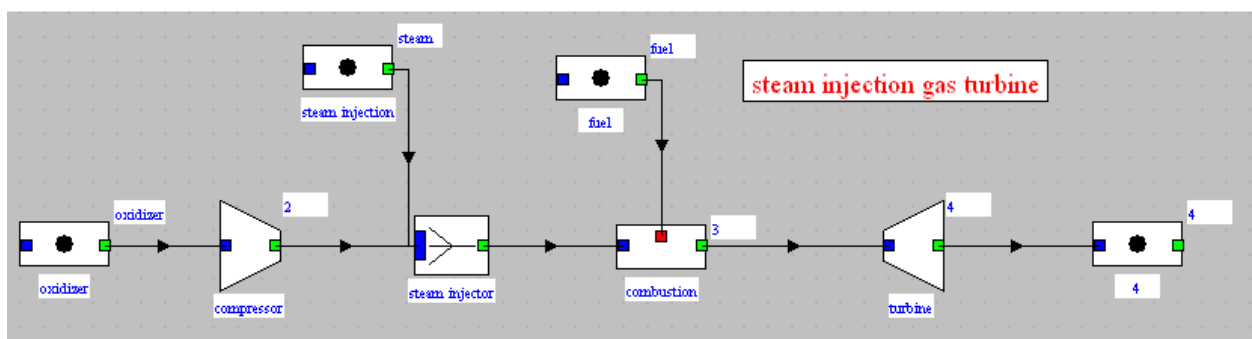 steam
fuel
steam injection gas turbine
steam injection
fuel
oxidizer
2
3
4
4
oxidizer
compressor
steam injector
combustion
turbine
4